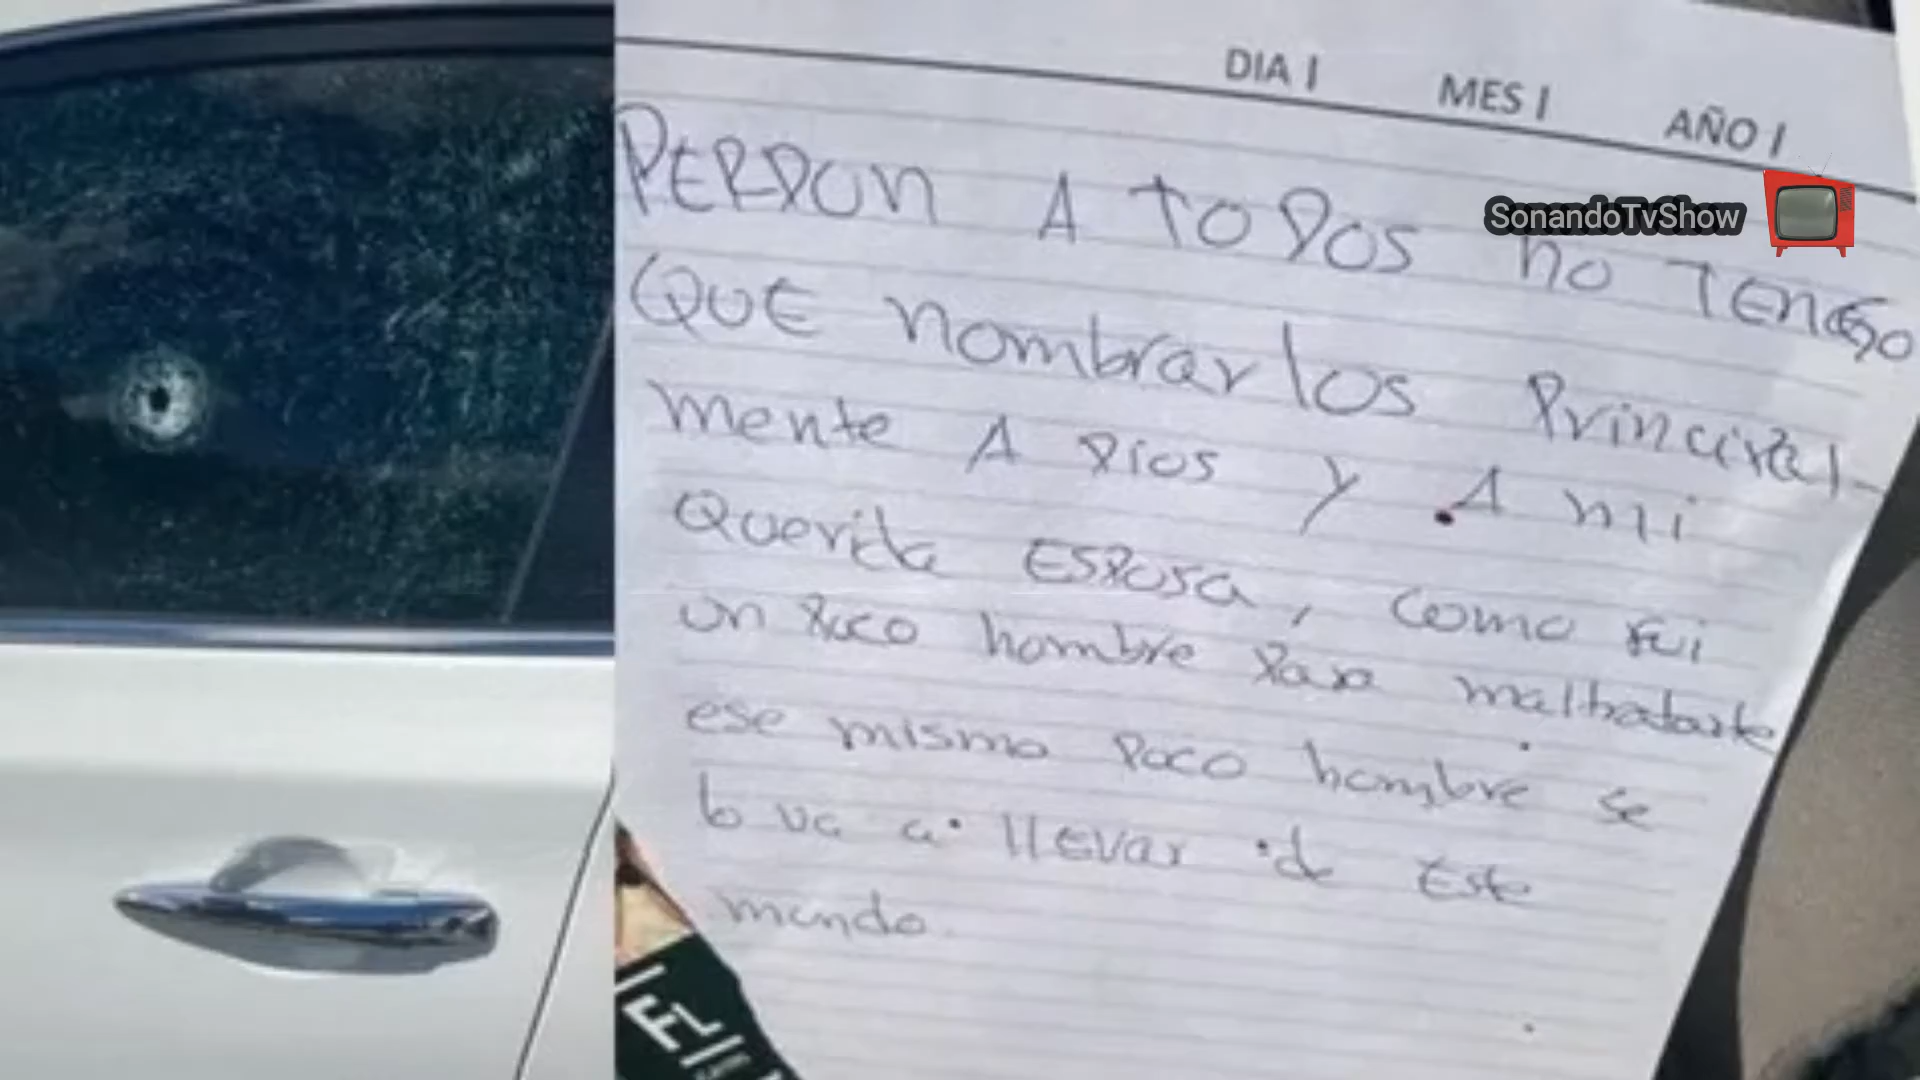 DIA | MES | AÑO |
SonandoTvShow
PERDON A TODOS no TENGO
QUE nombrarlos Principal-
mente A Dios y A mi
Querida ESPOSA, como fui
un Poco hombre Para maltratarte
ese mismo Poco hombre se
lo va a llevar de Este
mundo.